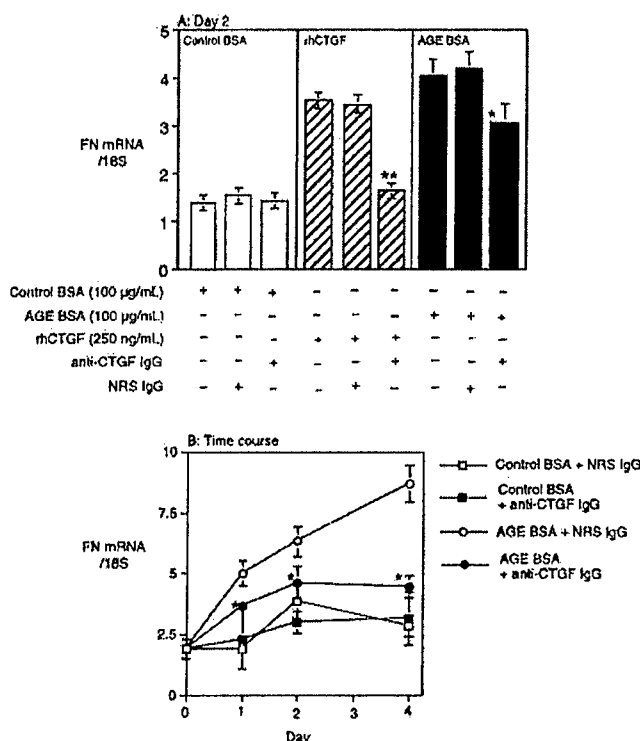 A: Day 2
Control BSA
rhCTGF
AGE BSA
5
4
3
2
1
0
FN mRNA
/18S
**
*
Control BSA (100 µg/mL) + + + - - - - - -
AGE BSA (100 µg/mL) - - - - - - + + +
rhCTGF (250 ng/mL) - - - + + + - - -
anti-CTGF IgG - - + - - + - - +
NRS IgG - + - - + - - + -
B: Time course
10
7.5
5
2.5
0
FN mRNA
/18S
*
*
*
0 1 2 4
Day
Control BSA + NRS IgG
Control BSA
+ anti-CTGF IgG
AGE BSA + NRS IgG
AGE BSA
+ anti-CTGF IgG